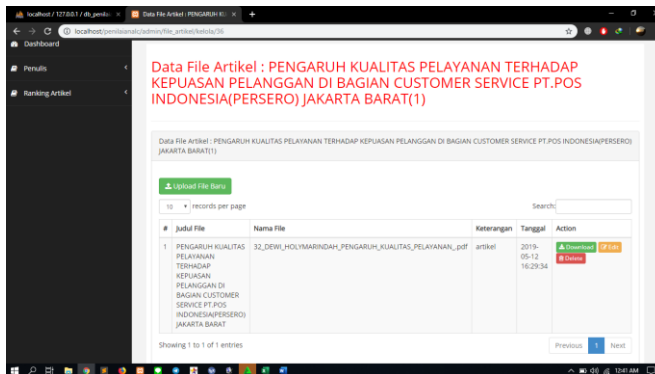 localhost / 127.0.0.1 / db_penilai
Data File Artikel : PENGARUH KU
localhost/penilaianalc/admin/file_artikel/kelola/36
Dashboard
Penulis
Ranking Artikel
Data File Artikel : PENGARUH KUALITAS PELAYANAN TERHADAP
KEPUASAN PELANGGAN DI BAGIAN CUSTOMER SERVICE PT.POS
INDONESIA(PERSERO) JAKARTA BARAT(1)
Data File Artikel : PENGARUH KUALITAS PELAYANAN TERHADAP KEPUASAN PELANGGAN DI BAGIAN CUSTOMER SERVICE PT.POS INDONESIA(PERSERO)
JAKARTA BARAT(1)
Upload File Baru
10 records per page
Search:
# Judul File Nama File Keterangan Tanggal Action
1 PENGARUH KUALITAS 32_DEWI_HOLYMARINDAH_PENGARUH_KUALITAS_PELAYANAN_.pdf artikel 2019- Download Edit
PELAYANAN 05-12 Delete
TERHADAP 16:29:34
KEPUASAN
PELANGGAN DI
BAGIAN CUSTOMER
SERVICE PT.POS
INDONESIA(PERSERO)
JAKARTA BARAT
Showing 1 to 1 of 1 entries
Previous 1 Next
12:41 AM